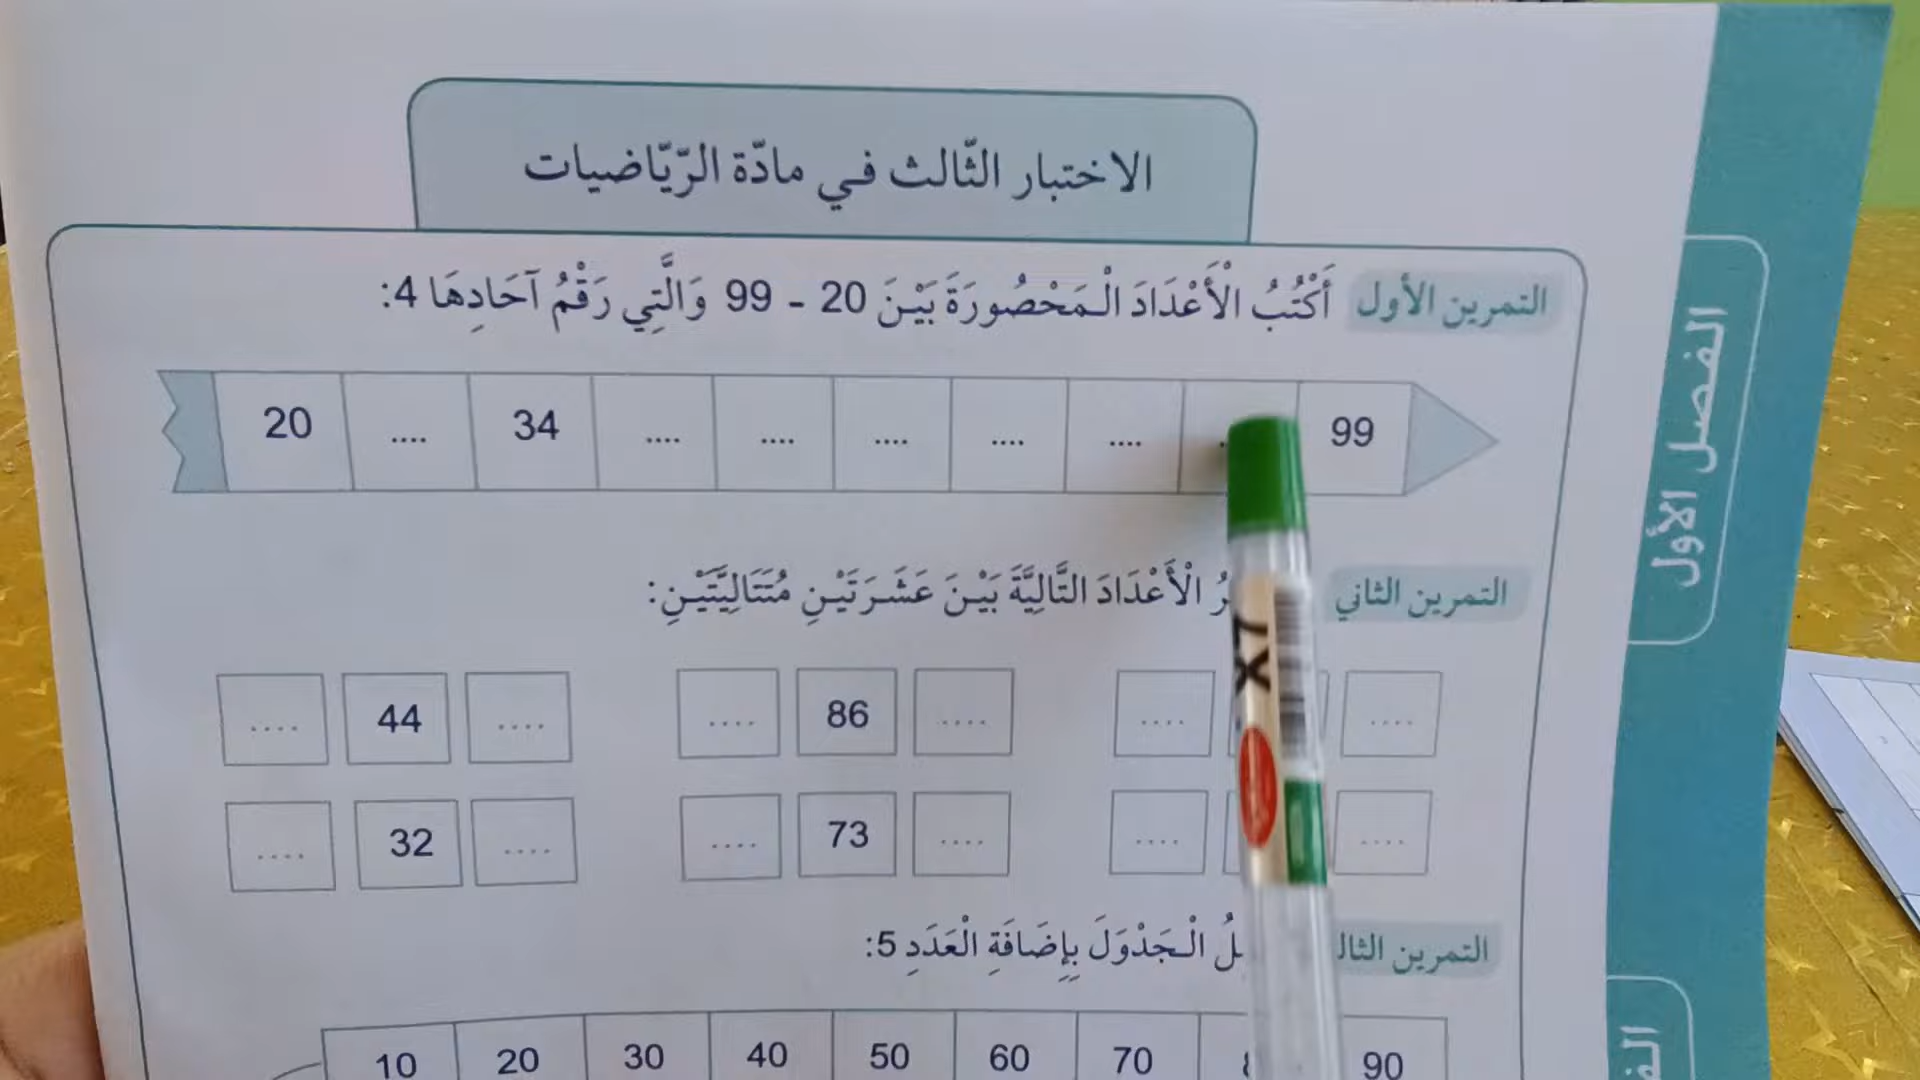 الاختبار الثّالث في مادّة الرّيّاضيات
التمرين الأول أَكْتُبُ الْأَعْدَادَ الْمَحْصُورَةَ بَيْنَ 20 - 99 وَالَّتِي رَقْمُ آحَادِهَا 4:
20 .... 34 .... .... .... .... .... 99
التمرين الثاني الْأَعْدَادَ التَّالِيَّةَ بَيْنَ عَشَرَتَيْنِ مُتَتَالِيَّتَيْنِ:
.... 44 .... .... 86 .... .... ....
.... 32 .... .... 73 .... .... ....
التمرين الْجَدْوَلَ بِإِضَافَةِ الْعَدَدِ 5:
10 20 30 40 50 60 70 90
الفصل الأول
x7